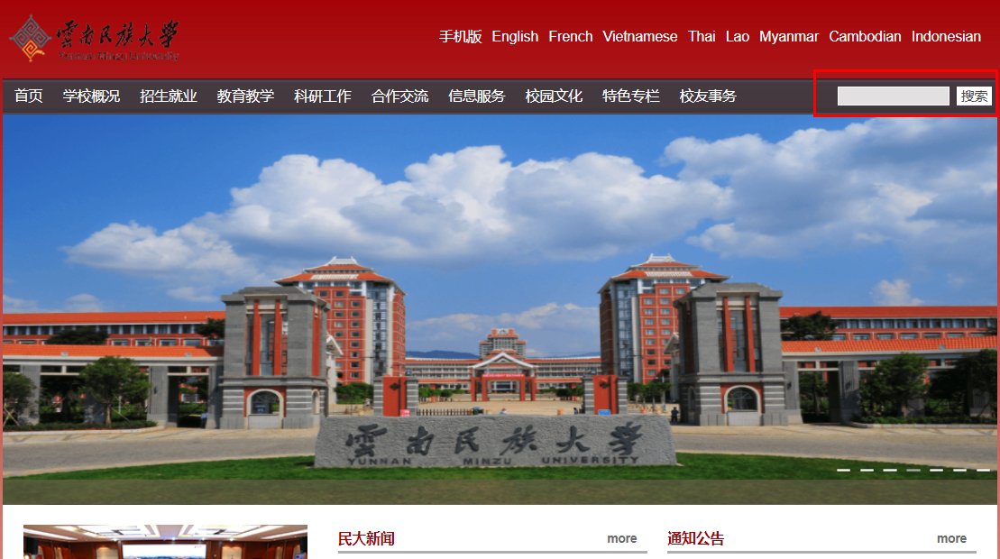 雲南民族大學
Yunnan Minzu University
手机版 English French Vietnamese Thai Lao Myanmar Cambodian Indonesian
首页 学校概况 招生就业 教育教学 科研工作 合作交流 信息服务 校园文化 特色专栏 校友事务 搜索
雲南民族大學
YUNNAN MINZU UNIVERSITY
民大新闻 more 通知公告 more